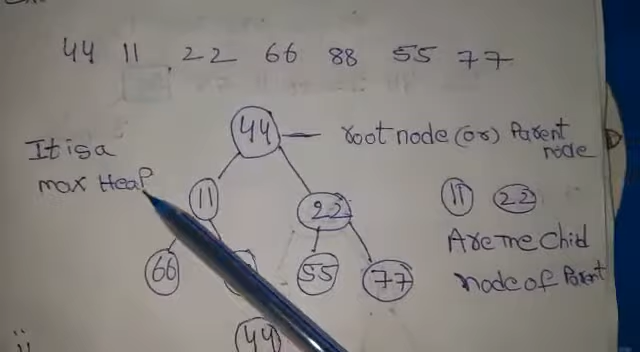 44 11 22 66 88 55 77
44
root node (or) Parent
node
It is a
max Heap
11
22
11 22
Are the Chid
node of Parent
66
55
77
44